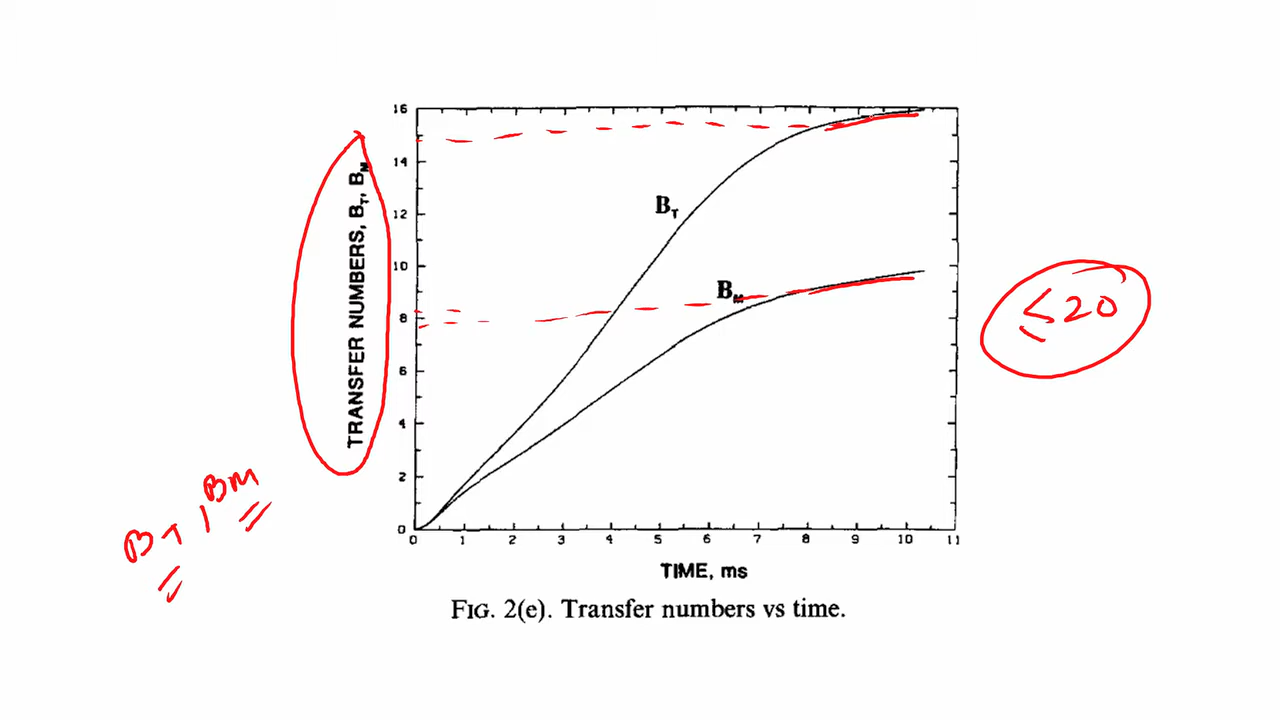 16
14
12
10
8
6
4
2
0
TRANSFER NUMBERS, B_T, B_M
B_T
B_M
0 1 2 3 4 5 6 7 8 9 10 11
TIME, ms
FIG. 2(e). Transfer numbers vs time.
≤20
B_T, B_M